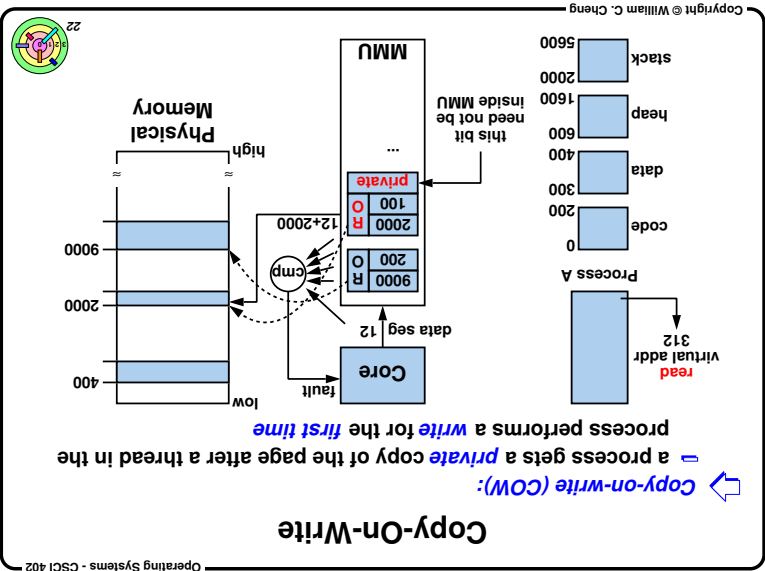 Operating Systems - CSCI 402
Copy-On-Write
Copy-on-write (COW):
a process gets a private copy of the page after a thread in the
process performs a write for the first time
read
virtual addr
312
Process A
code
0
200
data
300
400
heap
600
1600
stack
2000
5600
Core
fault
data seg
12
cmp
9000
200
R
O
2000
100
R
O
private
12+2000
...
MMU
this bit
need not be
inside MMU
low
400
2000
9000
≈
≈
high
Physical
Memory
0
1
2
3
22
Copyright © William C. Cheng